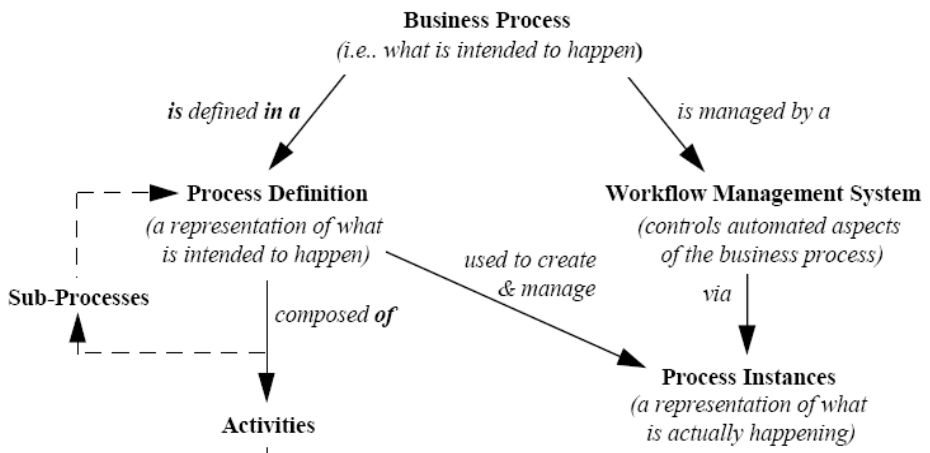 Business Process
(i.e.. what is intended to happen)
is defined in a
is managed by a
Process Definition
(a representation of what
is intended to happen)
Workflow Management System
(controls automated aspects
of the business process)
used to create
& manage
Sub-Processes
composed of
via
Process Instances
(a representation of what
is actually happening)
Activities